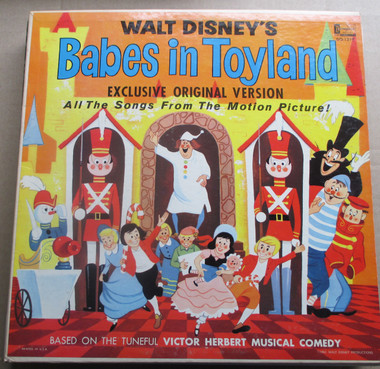 WALT DISNEY'S
Babes in Toyland
EXCLUSIVE ORIGINAL VERSION
All The Songs From The Motion Picture!
BASED ON THE TUNEFUL VICTOR HERBERT MUSICAL COMEDY